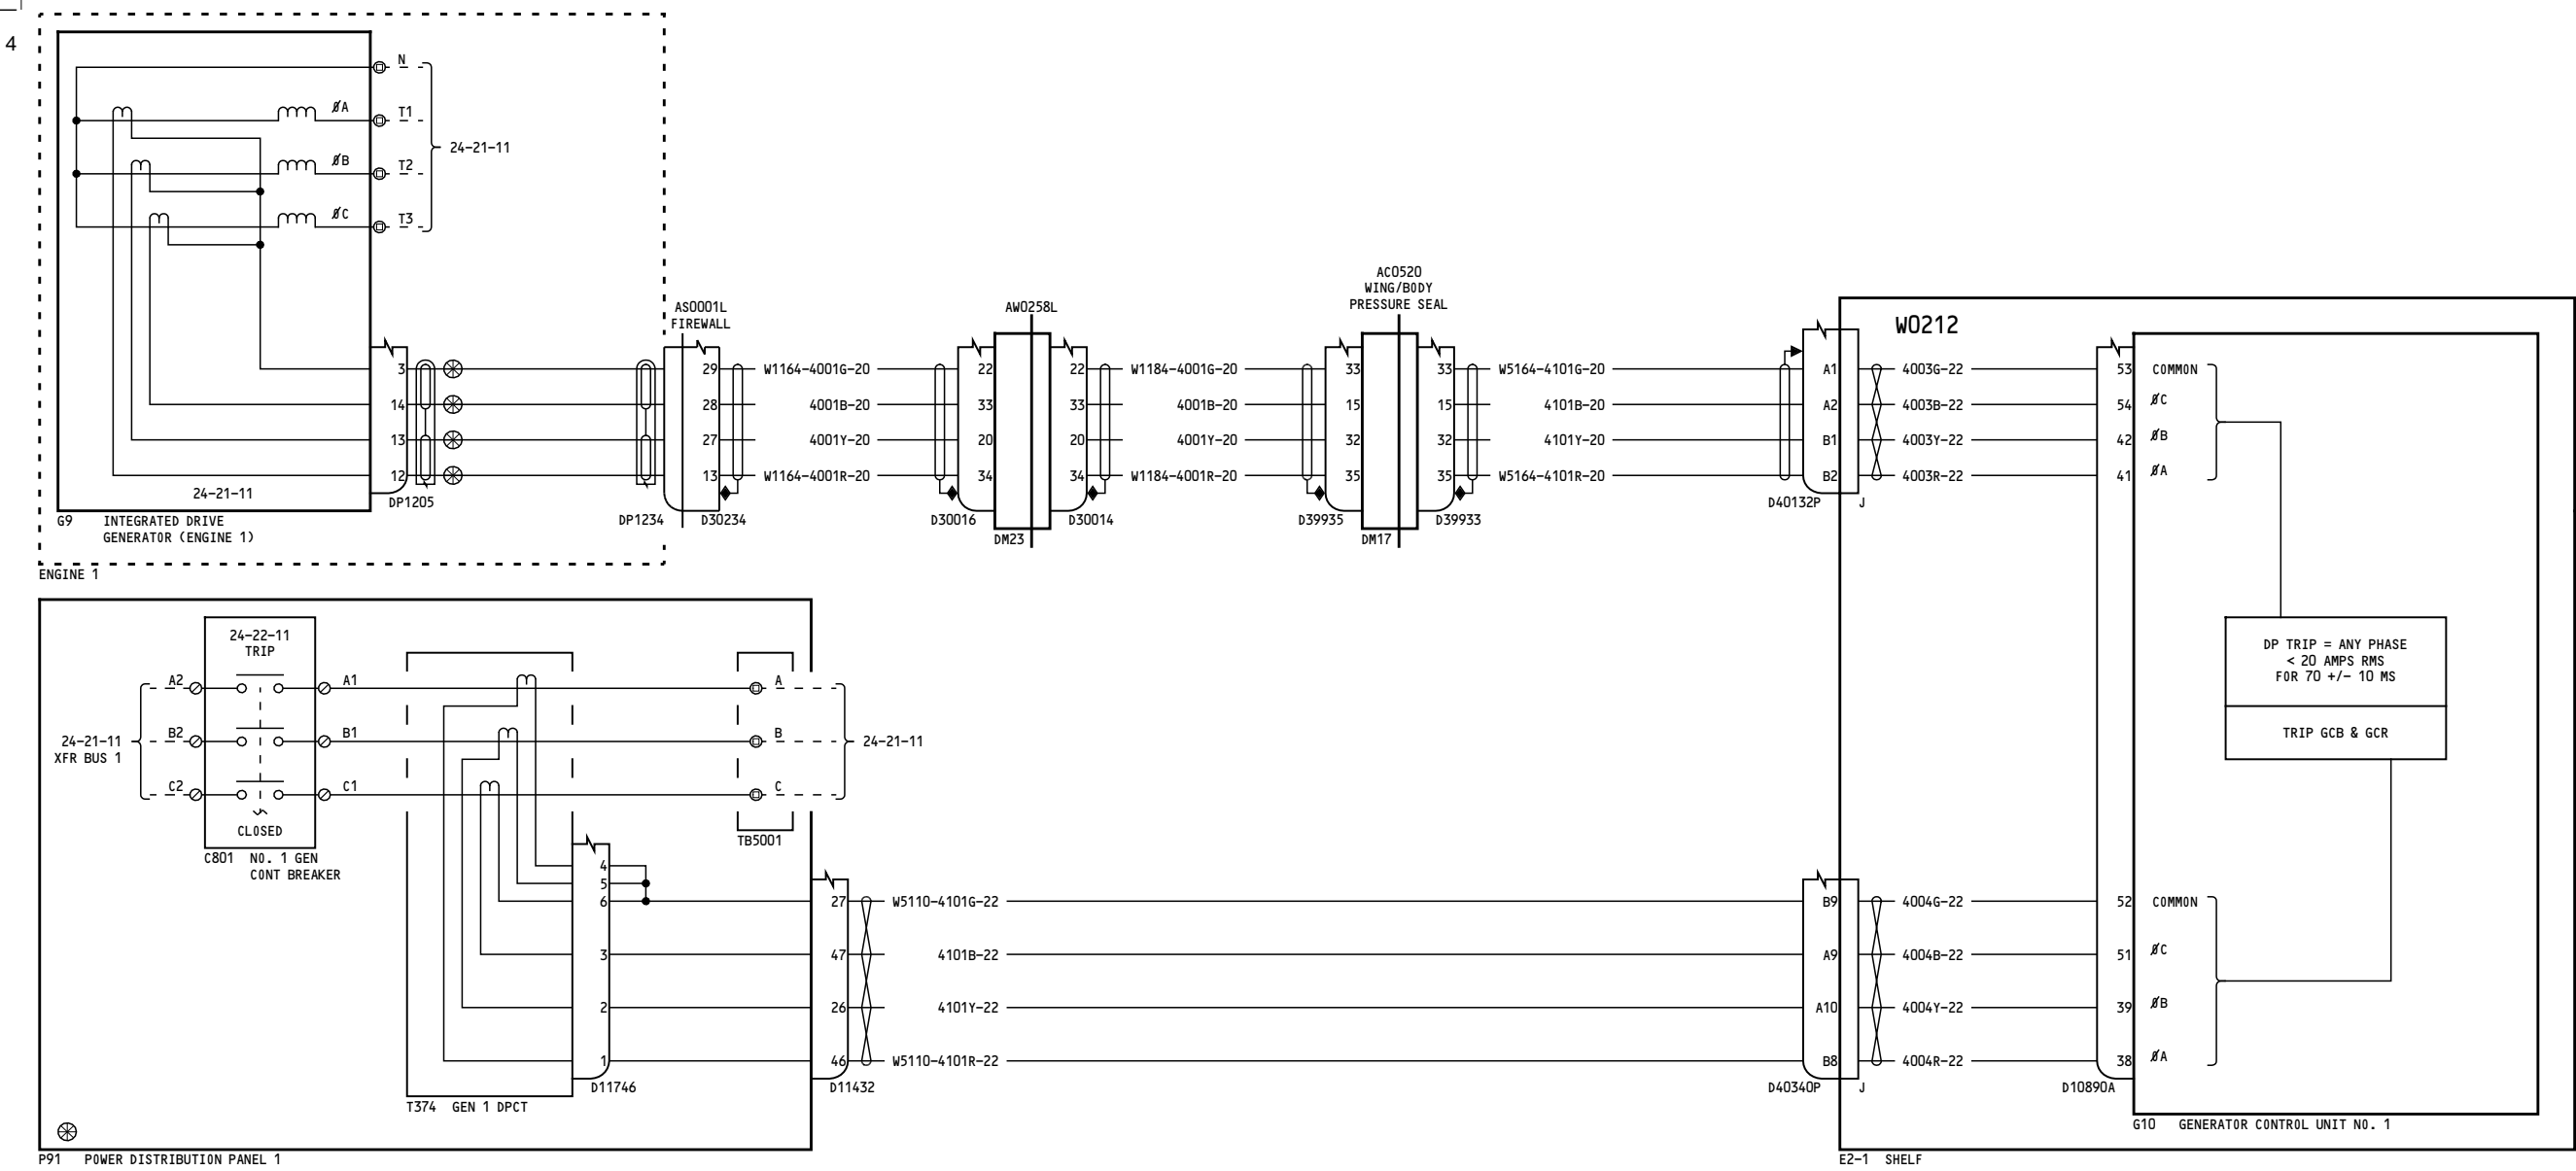 4
N
ØA
T1
ØB
T2
ØC
T3
24-21-11
3
14
13
12
24-21-11
DP1205
G9 INTEGRATED DRIVE
GENERATOR (ENGINE 1)
ENGINE 1
AS0001L
FIREWALL
29
28
27
13
DP1234
D30234
W1164-4001G-20
4001B-20
4001Y-20
W1164-4001R-20
AW0258L
22
33
20
34
22
33
20
34
D30016
D30014
DM23
W1184-4001G-20
4001B-20
4001Y-20
W1184-4001R-20
AC0520
WING/BODY
PRESSURE SEAL
33
15
32
35
33
15
32
35
D39935
D39933
DM17
W5164-4101G-20
4101B-20
4101Y-20
W5164-4101R-20
A1
A2
B1
B2
D40132P
J
W0212
4003G-22
4003B-22
4003Y-22
4003R-22
53
54
42
41
COMMON
ØC
ØB
ØA
DP TRIP = ANY PHASE
< 20 AMPS RMS
FOR 70 +/- 10 MS
TRIP GCB & GCR
24-22-11
TRIP
A2
A1
B2
B1
C2
C1
24-21-11
XFR BUS 1
CLOSED
C801 NO. 1 GEN
CONT BREAKER
A
B
C
TB5001
24-21-11
4
5
6
3
2
1
D11746
T374 GEN 1 DPCT
27
47
26
46
D11432
W5110-4101G-22
4101B-22
4101Y-22
W5110-4101R-22
B9
A9
A10
B8
D40340P
J
4004G-22
4004B-22
4004Y-22
4004R-22
52
51
39
38
D10890A
COMMON
ØC
ØB
ØA
G10 GENERATOR CONTROL UNIT NO. 1
P91 POWER DISTRIBUTION PANEL 1
E2-1 SHELF